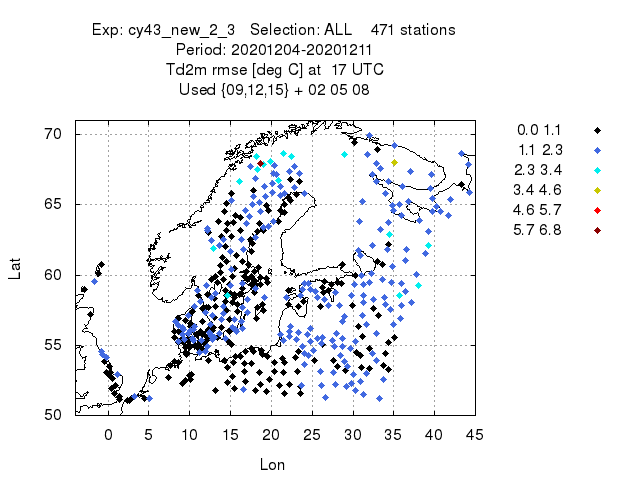 Exp: cy43_new_2_3   Selection: ALL    471 stations
Period: 20201204-20201211
Td2m rmse [deg C] at  17 UTC
Used {09,12,15} + 02 05 08
70
65
60
55
50
Lat
0 5 10 15 20 25 30 35 40 45
Lon
0.0 1.1
1.1 2.3
2.3 3.4
3.4 4.6
4.6 5.7
5.7 6.8